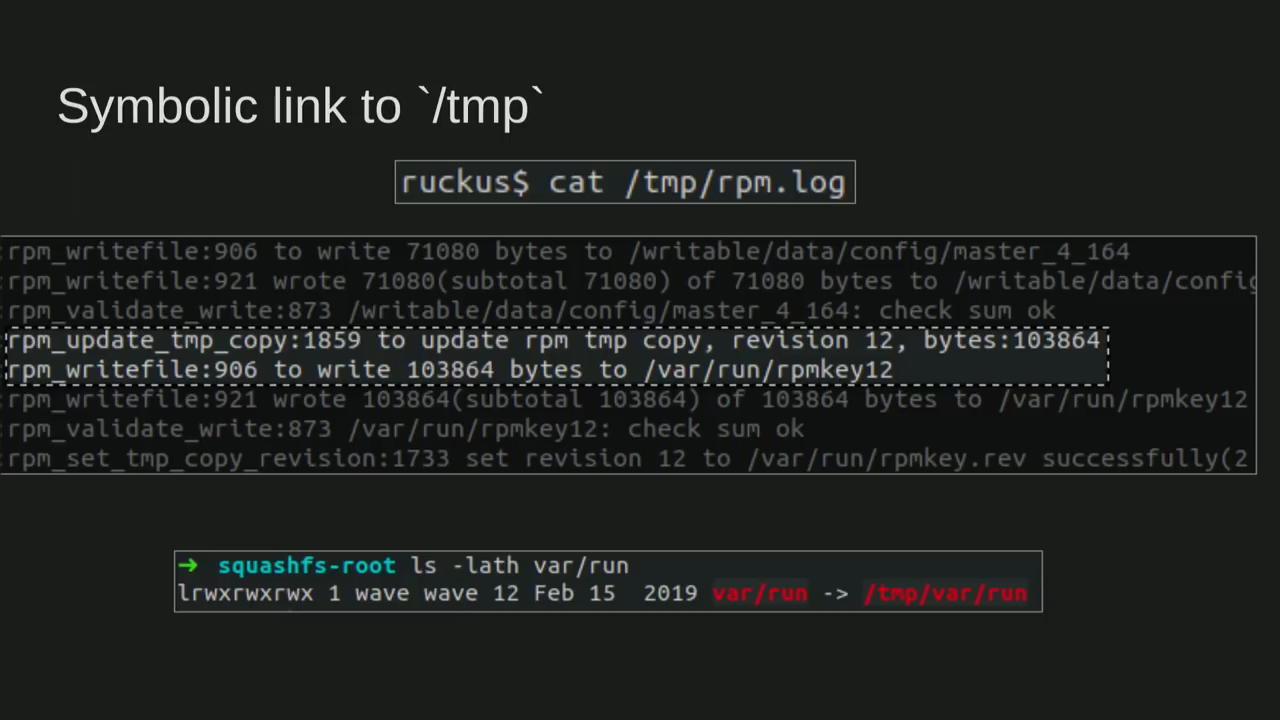 Symbolic link to `/tmp`
ruckus$ cat /tmp/rpm.log
rpm_writefile:906 to write 71080 bytes to /writable/data/config/master_4_164
rpm_writefile:921 wrote 71080(subtotal 71080) of 71080 bytes to /writable/data/config
rpm_validate_write:873 /writable/data/config/master_4_164: check sum ok
rpm_update_tmp_copy:1859 to update rpm tmp copy, revision 12, bytes:103864
rpm_writefile:906 to write 103864 bytes to /var/run/rpmkey12
rpm_writefile:921 wrote 103864(subtotal 103864) of 103864 bytes to /var/run/rpmkey12
rpm_validate_write:873 /var/run/rpmkey12: check sum ok
rpm_set_tmp_copy_revision:1733 set revision 12 to /var/run/rpmkey.rev successfully(2
➜ squashfs-root ls -lath var/run
lrwxrwxrwx 1 wave wave 12 Feb 15  2019 var/run -> /tmp/var/run